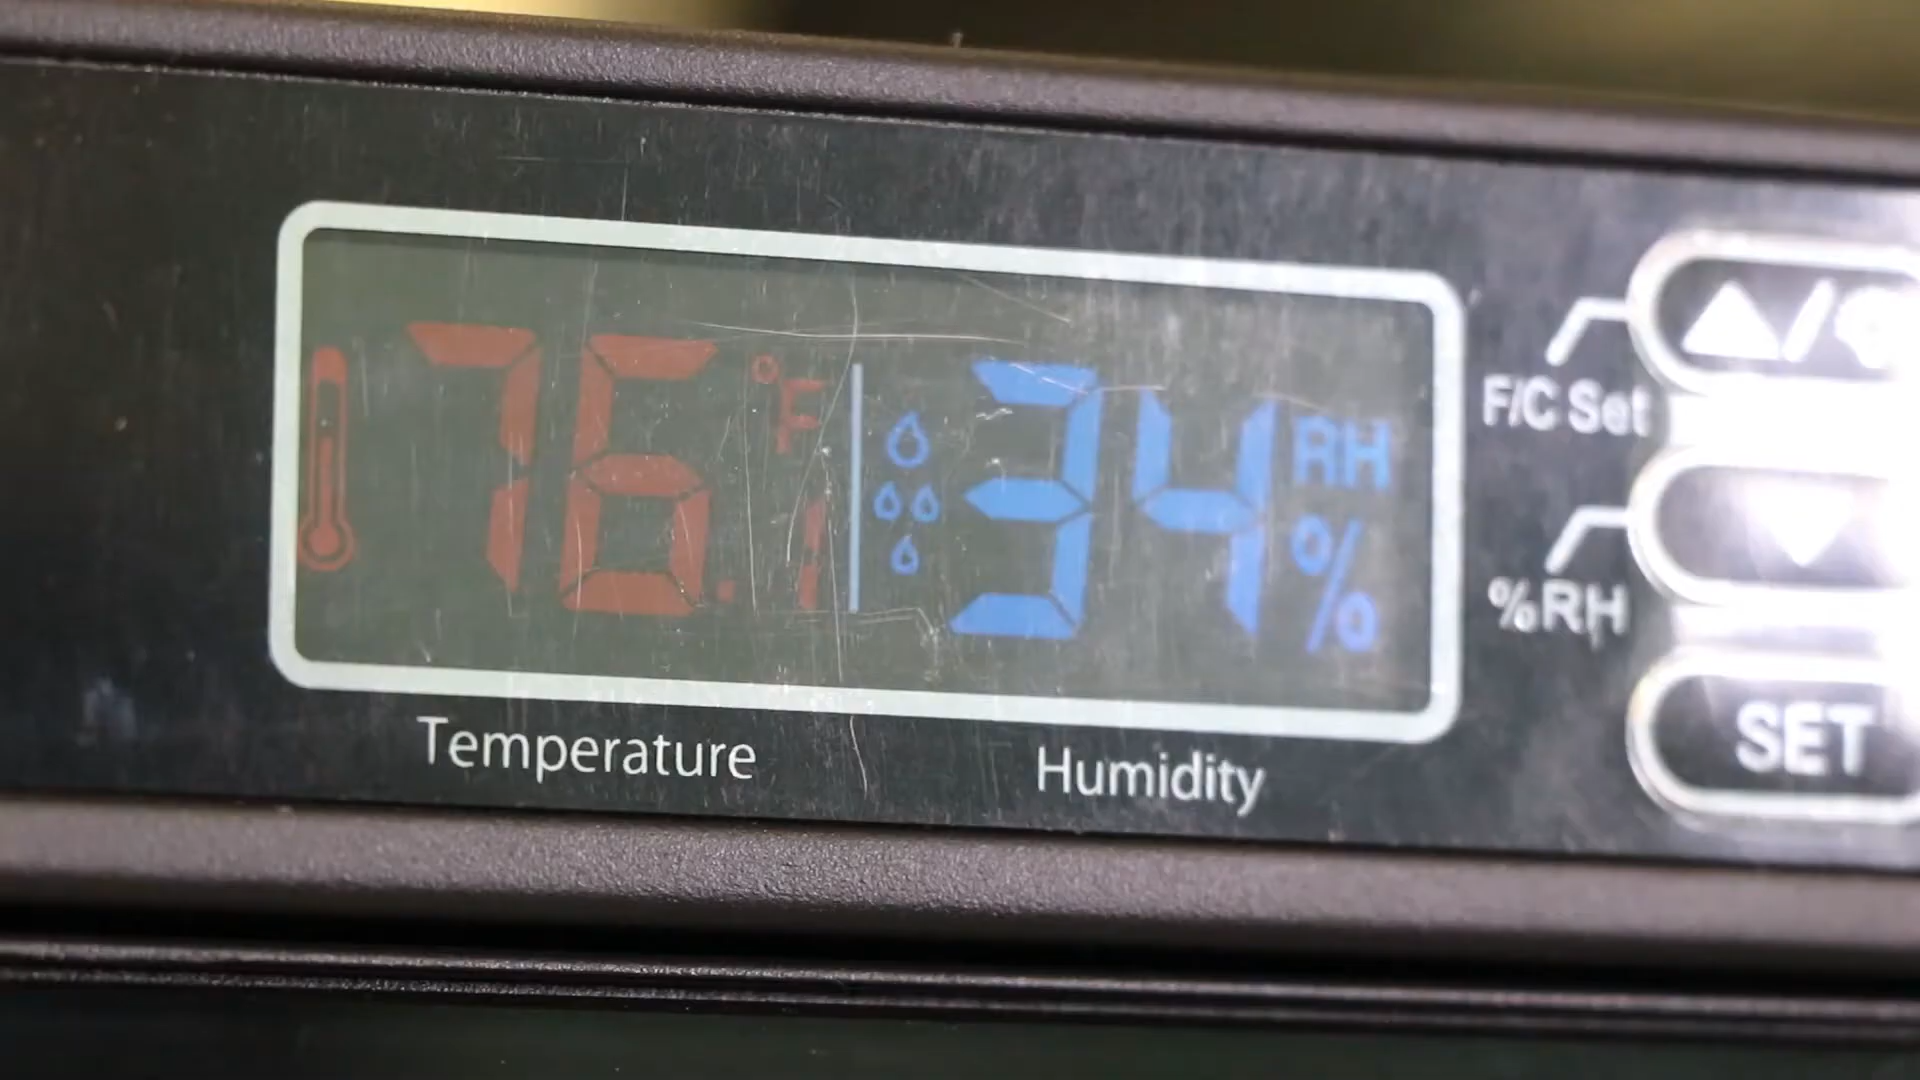 76.1 °F
34 RH %
Temperature
Humidity
F/C Set
%RH
SET